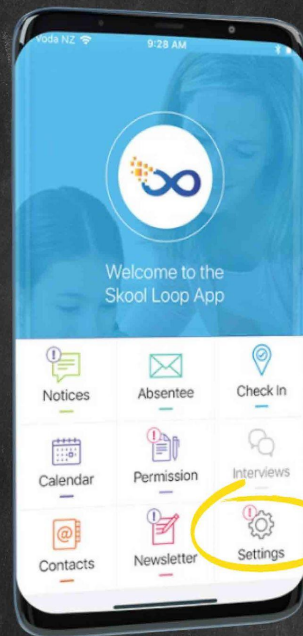 Voda NZ 9:28 AM
Welcome to the
Skool Loop App
Notices Absentee Check In
Calendar Permission Interviews
Contacts Newsletter Settings